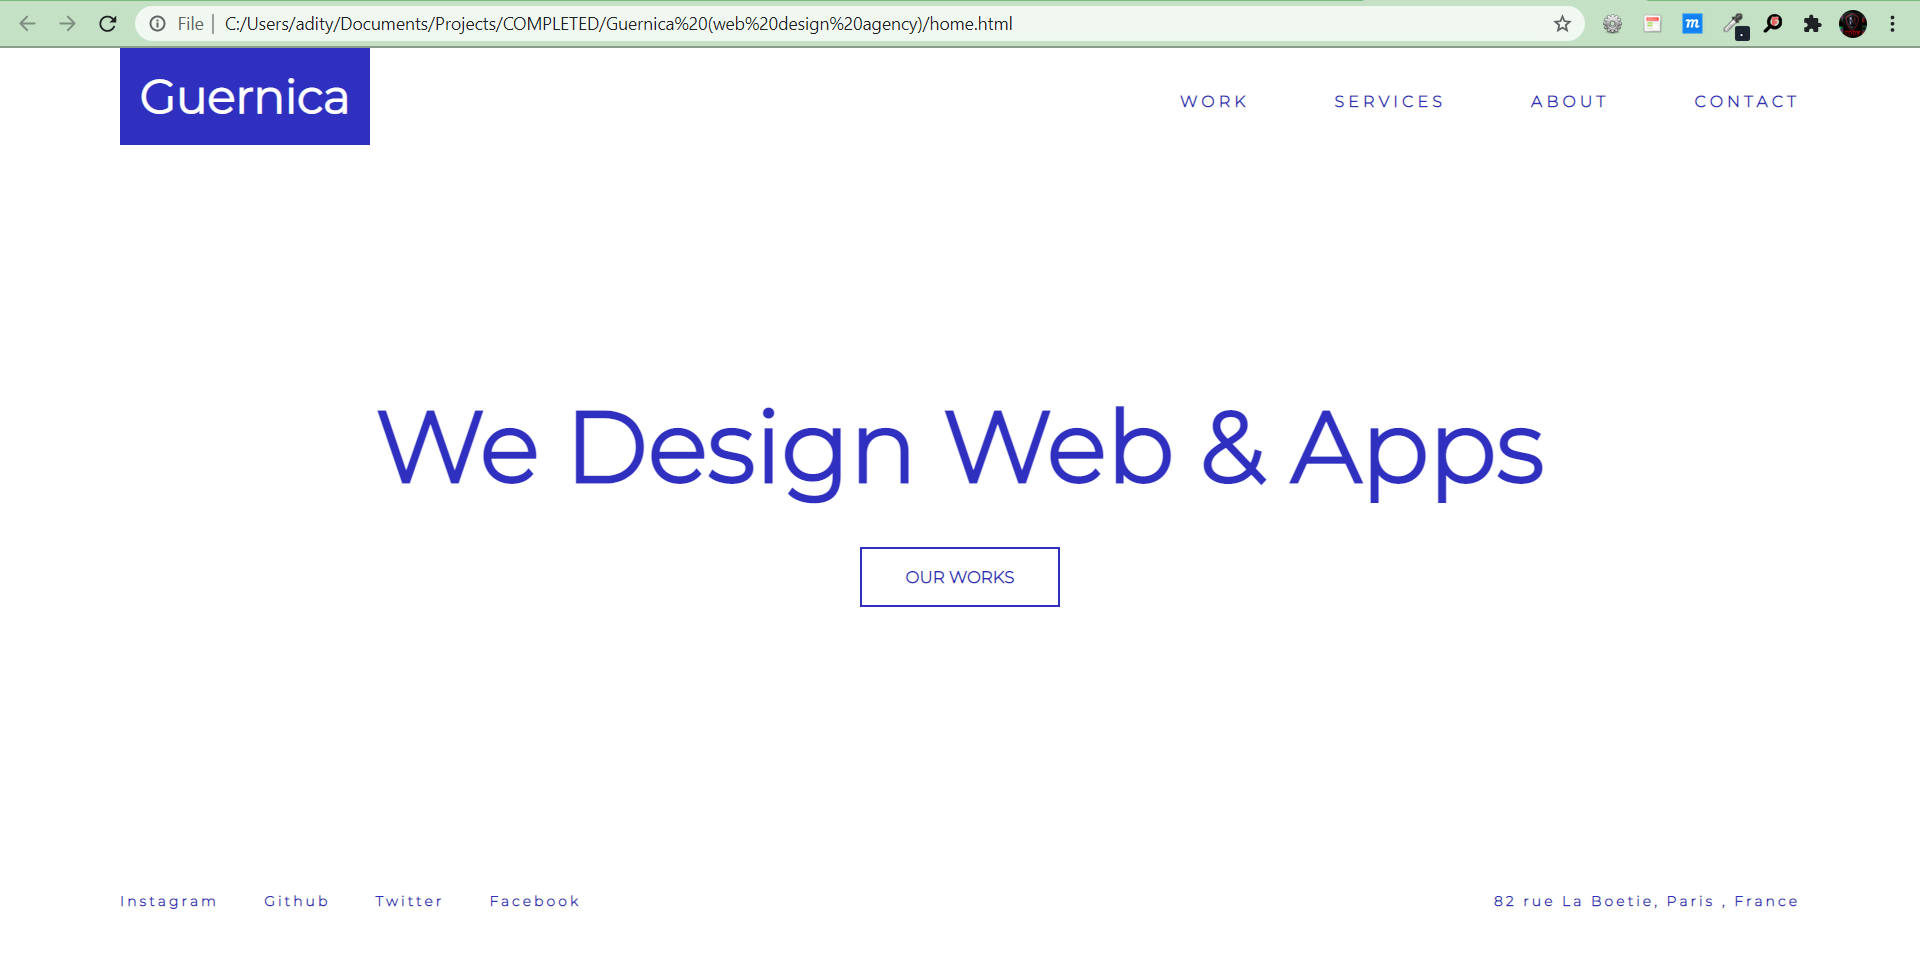 File | C:/Users/adity/Documents/Projects/COMPLETED/Guernica%20(web%20design%20agency)/home.html
Guernica
WORK SERVICES ABOUT CONTACT
We Design Web & Apps
OUR WORKS
Instagram Github Twitter Facebook
82 rue La Boetie, Paris , France